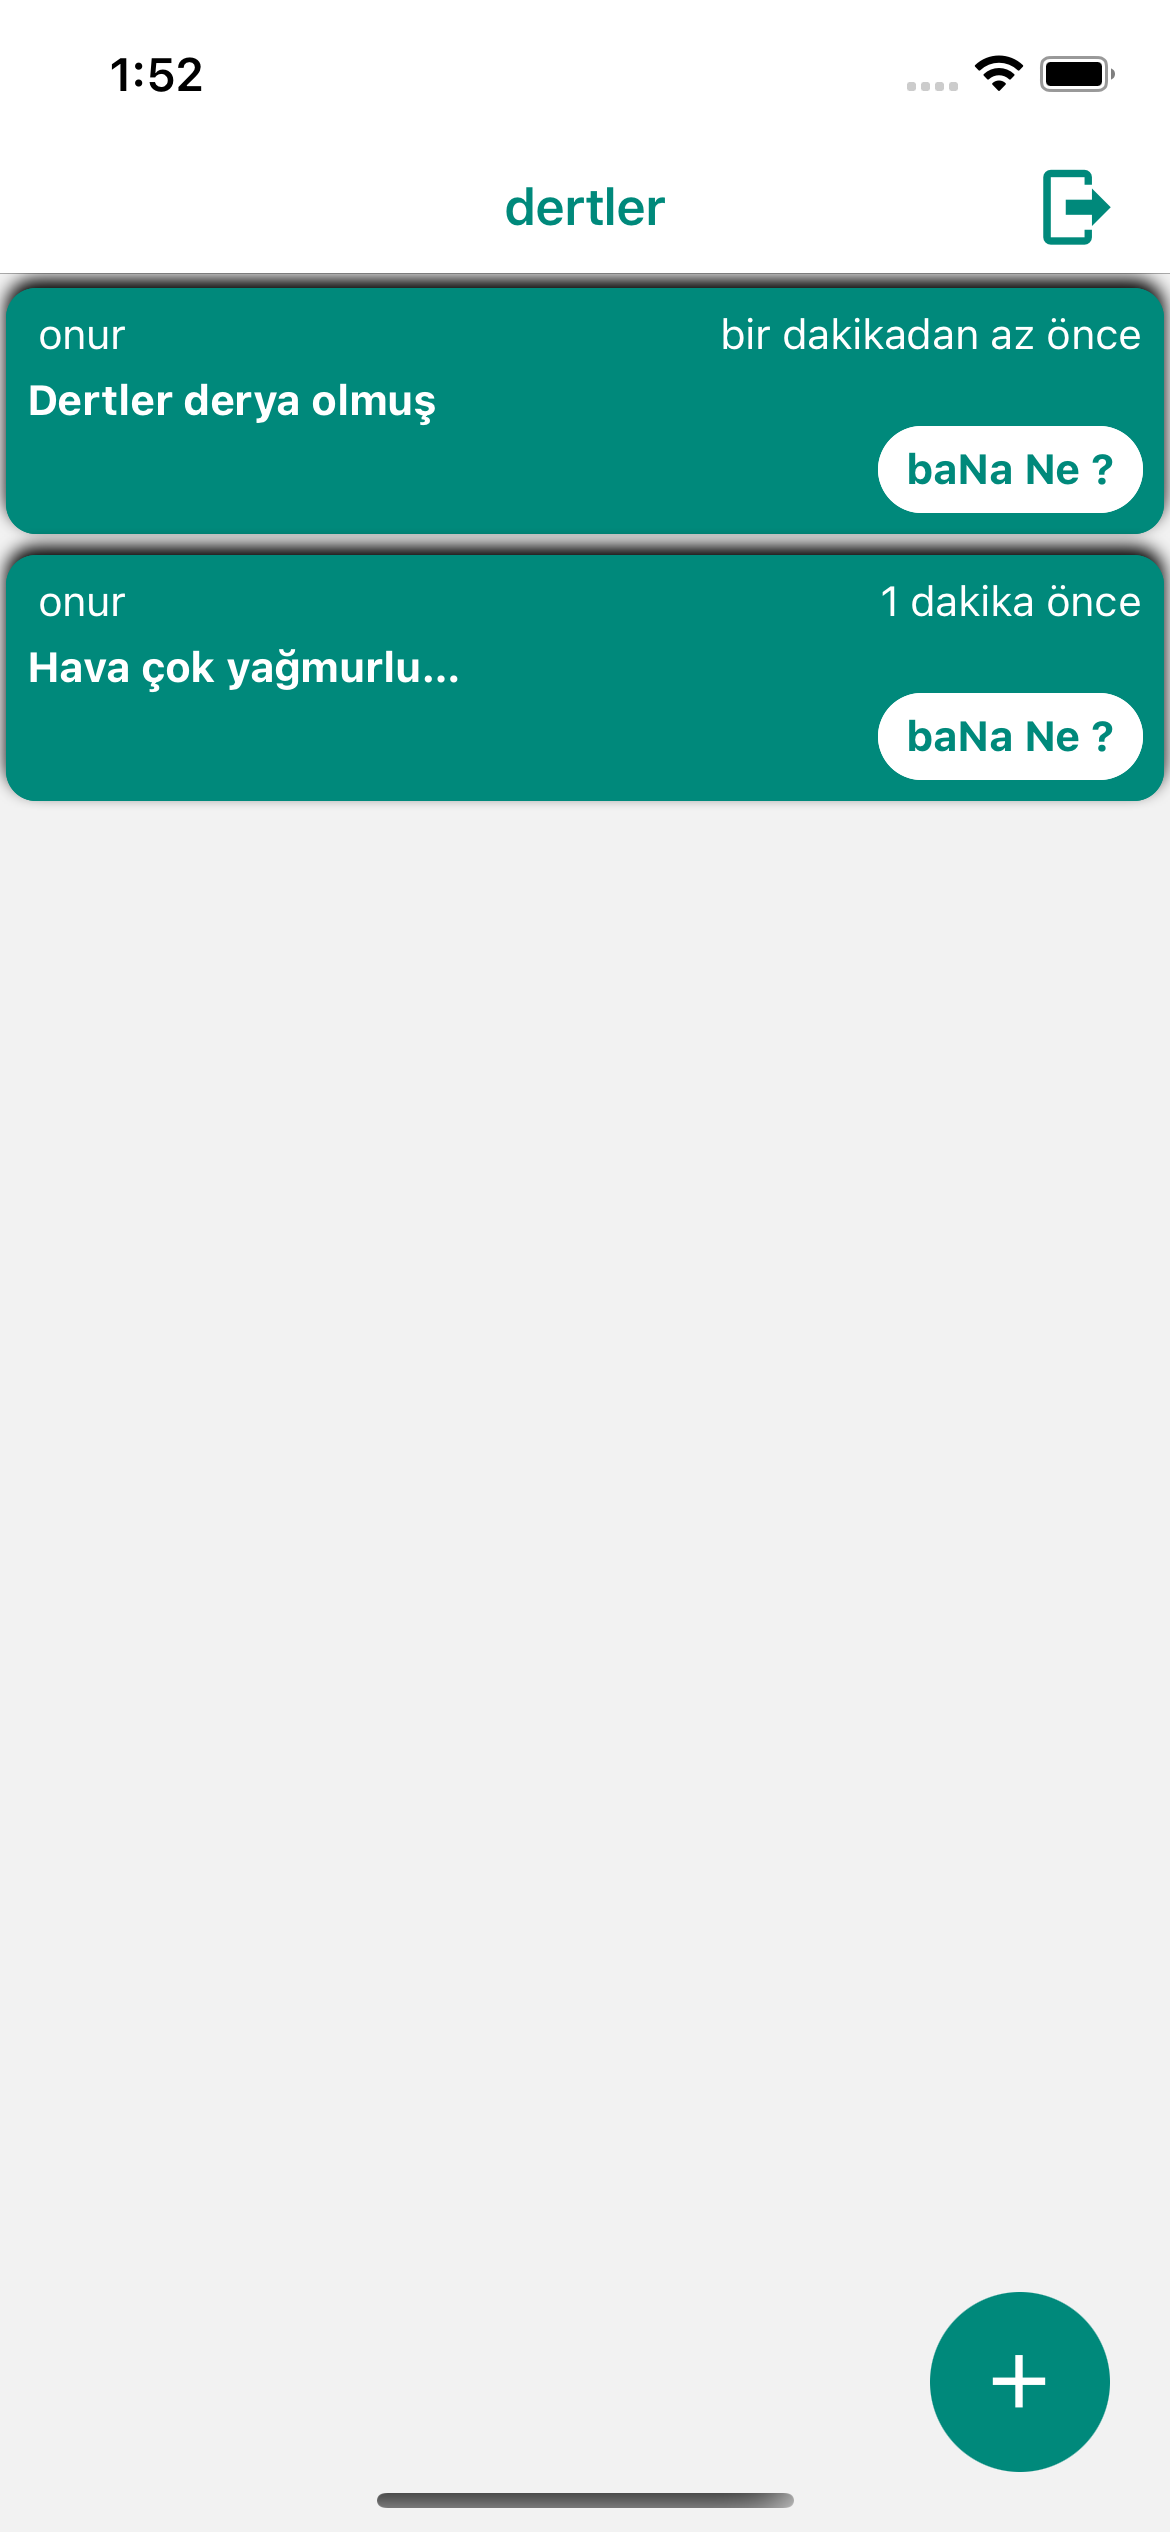 1:52
dertler
onur
bir dakikadan az önce
Dertler derya olmuş
baNa Ne ?
onur
1 dakika önce
Hava çok yağmurlu...
baNa Ne ?
+